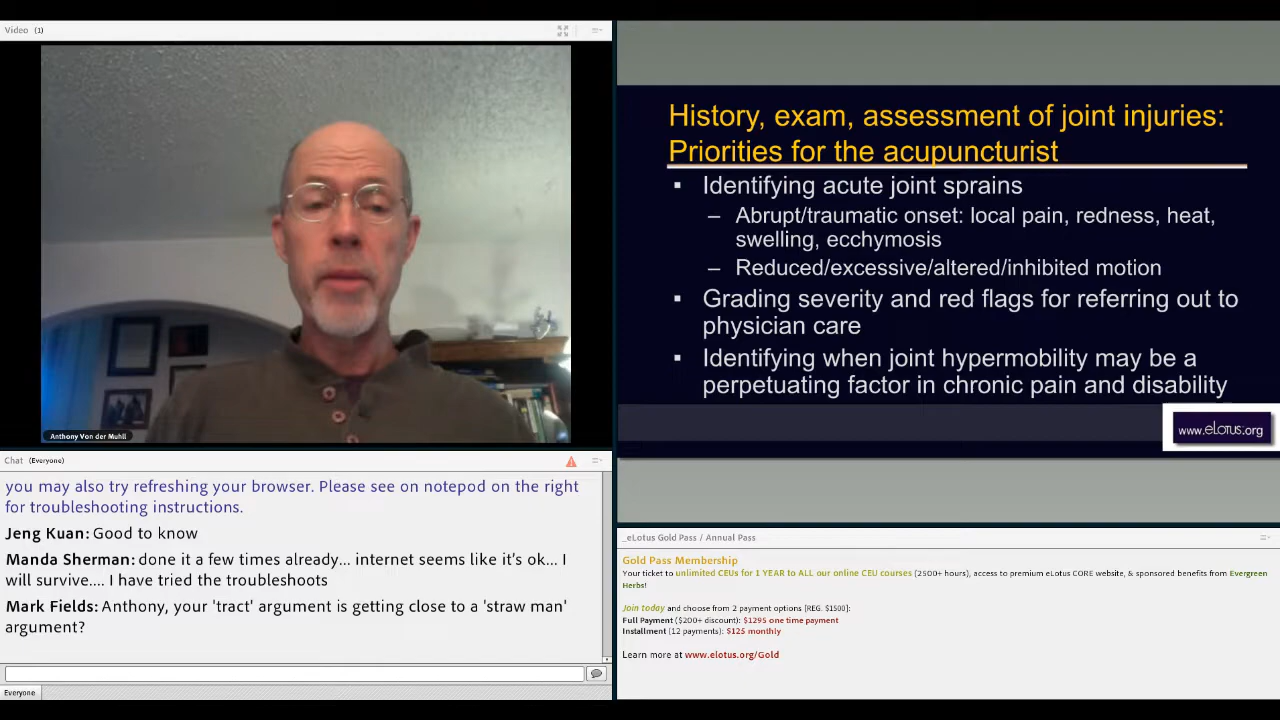 Video (1)
Anthony Von der Muhll
Chat (Everyone)
you may also try refreshing your browser. Please see on notepod on the right
for troubleshooting instructions.
Jeng Kuan: Good to know
Manda Sherman: done it a few times already... internet seems like it's ok... I
will survive.... I have tried the troubleshoots
Mark Fields: Anthony, your 'tract' argument is getting close to a 'straw man'
argument?
Everyone
History, exam, assessment of joint injuries:
Priorities for the acupuncturist
▪ Identifying acute joint sprains
– Abrupt/traumatic onset: local pain, redness, heat,
swelling, ecchymosis
– Reduced/excessive/altered/inhibited motion
▪ Grading severity and red flags for referring out to
physician care
▪ Identifying when joint hypermobility may be a
perpetuating factor in chronic pain and disability
www.eLotus.org
_eLotus Gold Pass / Annual Pass
Gold Pass Membership
Your ticket to unlimited CEUs for 1 YEAR to ALL our online CEU courses (2500+ hours), access to premium eLotus CORE website, & sponsored benefits from Evergreen
Herbs!
Join today and choose from 2 payment options [REG. $1500]:
Full Payment ($200+ discount): $1295 one time payment
Installment (12 payments): $125 monthly
Learn more at www.elotus.org/Gold